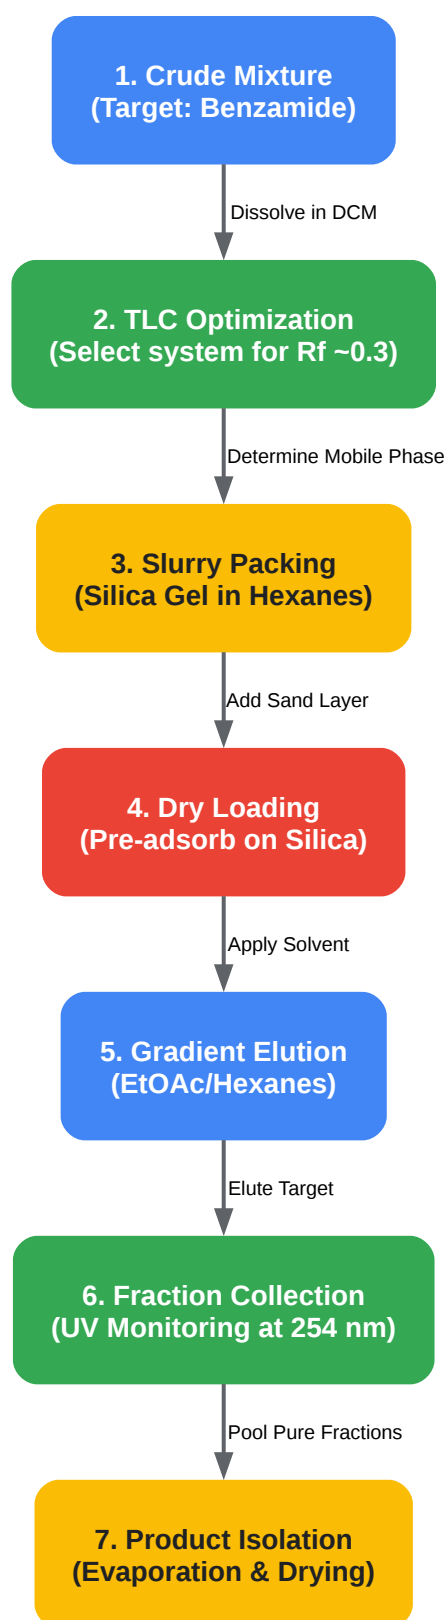 1. Crude Mixture
(Target: Benzamide)
Dissolve in DCM
2. TLC Optimization
(Select system for Rf ~0.3)
Determine Mobile Phase
3. Slurry Packing
(Silica Gel in Hexanes)
Add Sand Layer
4. Dry Loading
(Pre-adsorb on Silica)
Apply Solvent
5. Gradient Elution
(EtOAc/Hexanes)
Elute Target
6. Fraction Collection
(UV Monitoring at 254 nm)
Pool Pure Fractions
7. Product Isolation
(Evaporation & Drying)